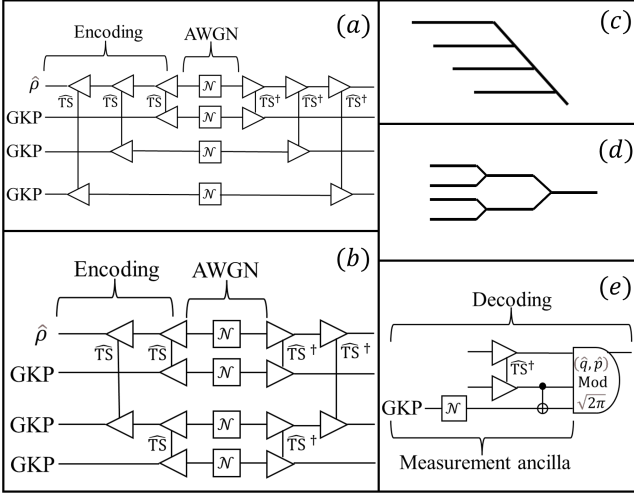 (a)
Encoding AWGN
ρ̂ 𝒩
T̂S T̂S T̂S T̂S† T̂S† T̂S†
GKP 𝒩
GKP 𝒩
GKP 𝒩
(b)
Encoding AWGN
ρ̂ 𝒩
T̂S T̂S T̂S† T̂S†
GKP 𝒩
GKP 𝒩
T̂S T̂S†
GKP 𝒩
(c)
(d)
(e)
Decoding
T̂S†
(q̂, p̂)
Mod
√2π
GKP 𝒩
Measurement ancilla